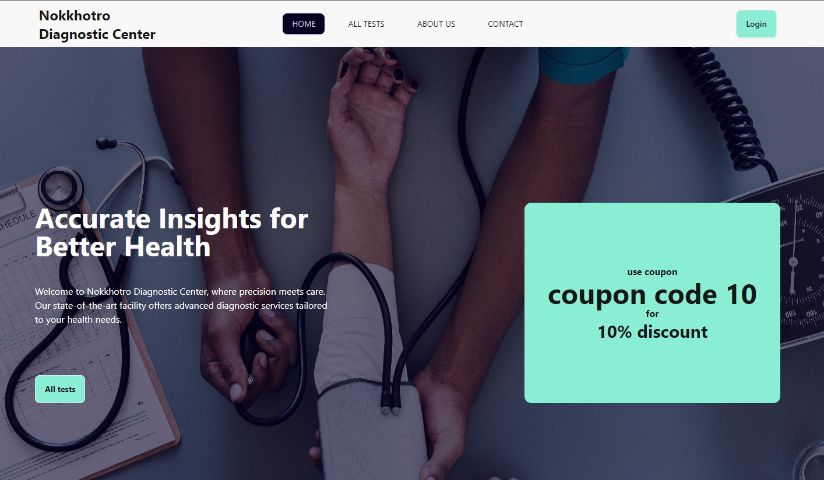 Nokkhotro
Diagnostic Center
HOME
ALL TESTS
ABOUT US
CONTACT
Login
SCHEDULE
Accurate Insights for
Better Health
Welcome to Nokkhotro Diagnostic Center, where precision meets care.
Our state-of-the-art facility offers advanced diagnostic services tailored
to your health needs.
All tests
use coupon
coupon code 10
for
10% discount